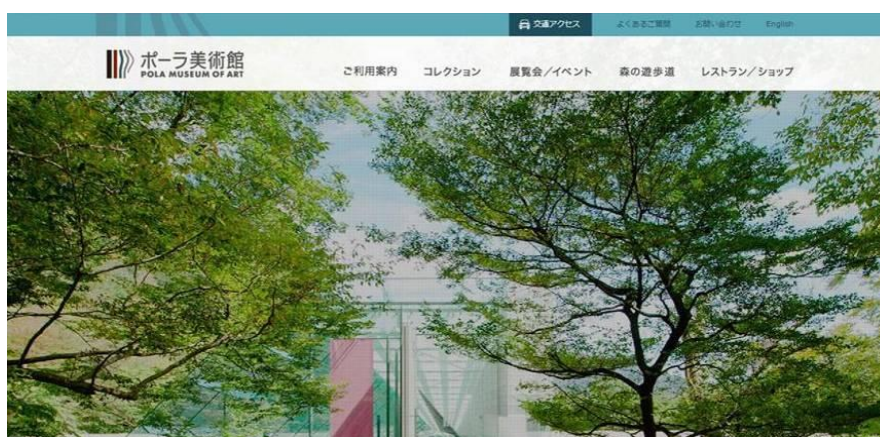 交通アクセス よくあるご質問 お問い合わせ English
ポーラ美術館
POLA MUSEUM OF ART
ご利用案内 コレクション 展覧会／イベント 森の遊歩道 レストラン／ショップ